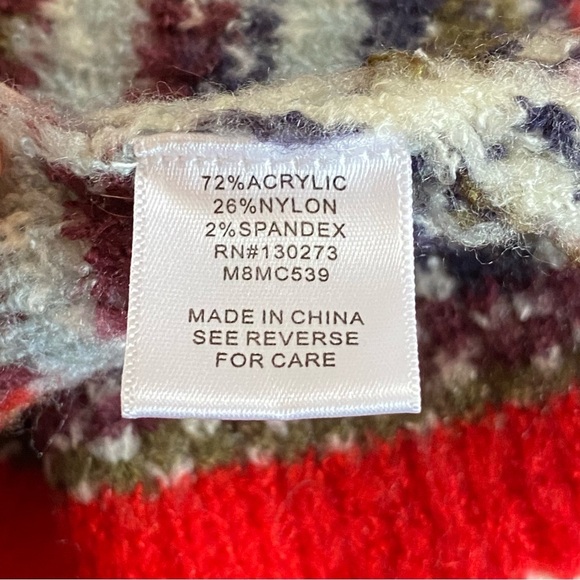 72%ACRYLIC
26%NYLON
2%SPANDEX
RN#130273
M8MC539
MADE IN CHINA
SEE REVERSE
FOR CARE